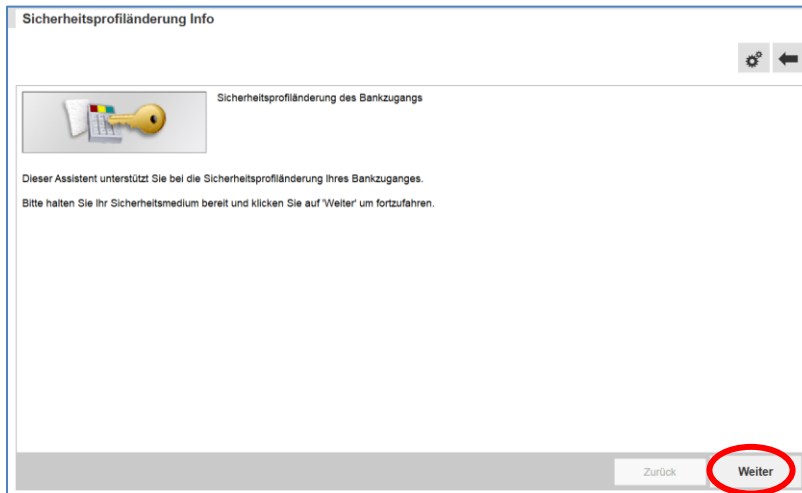 Sicherheitsprofiländerung Info
Sicherheitsprofiländerung des Bankzugangs
Dieser Assistent unterstützt Sie bei die Sicherheitsprofiländerung Ihres Bankzuganges.
Bitte halten Sie Ihr Sicherheitsmedium bereit und klicken Sie auf 'Weiter' um fortzufahren.
Zurück
Weiter